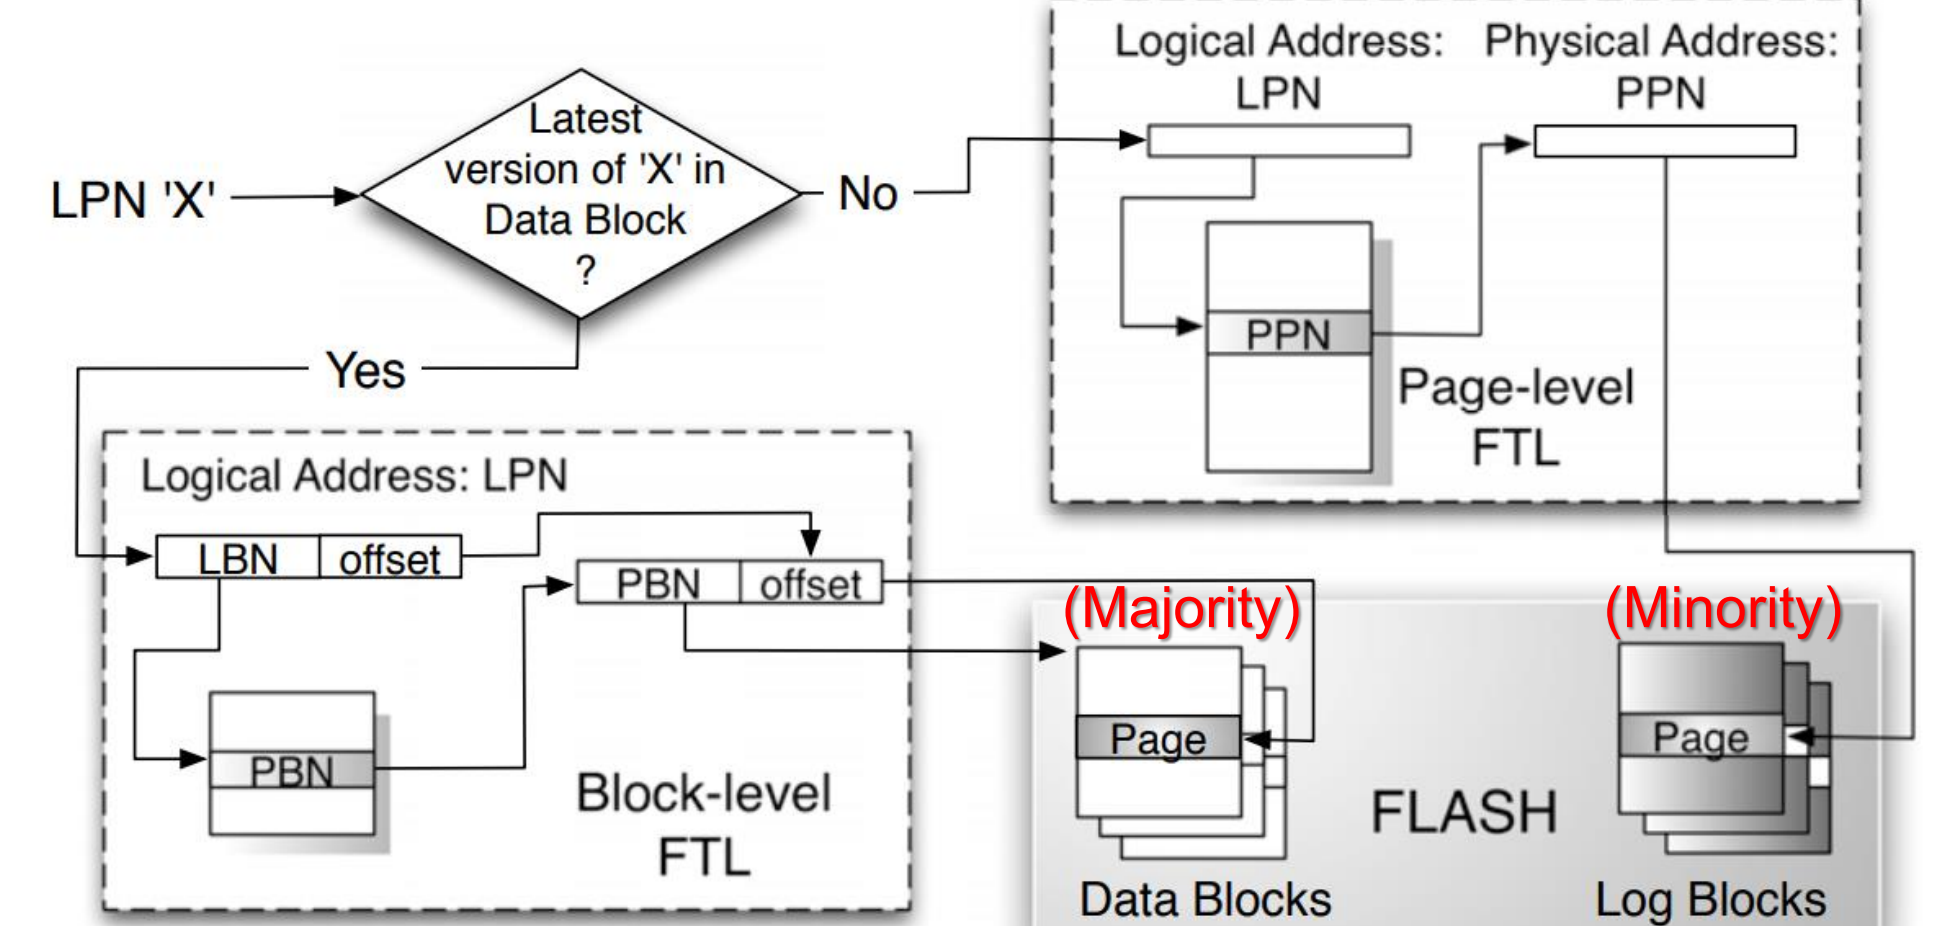 LPN 'X'
Latest
version of 'X' in
Data Block
?
No
Yes
Logical Address:
LPN
Physical Address:
PPN
PPN
Page-level
FTL
Logical Address: LPN
LBN
offset
PBN
offset
PBN
Block-level
FTL
(Majority)
(Minority)
Page
Page
FLASH
Data Blocks
Log Blocks